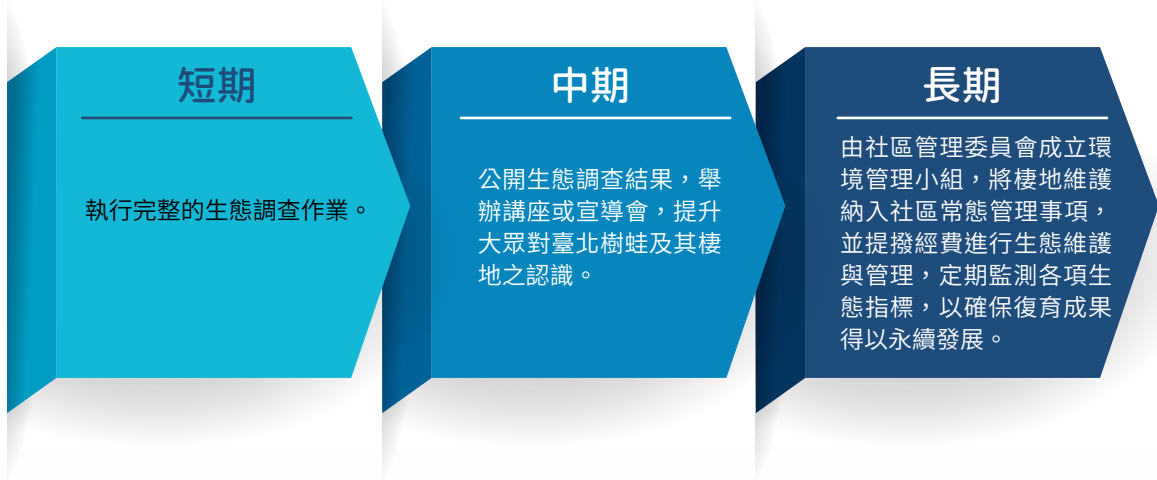 短期
執行完整的生態調查作業。
中期
公開生態調查結果，舉
辦講座或宣導會，提升
大眾對臺北樹蛙及其棲
地之認識。
長期
由社區管理委員會成立環
境管理小組，將棲地維護
納入社區常態管理事項，
並提撥經費進行生態維護
與管理，定期監測各項生
態指標，以確保復育成果
得以永續發展。